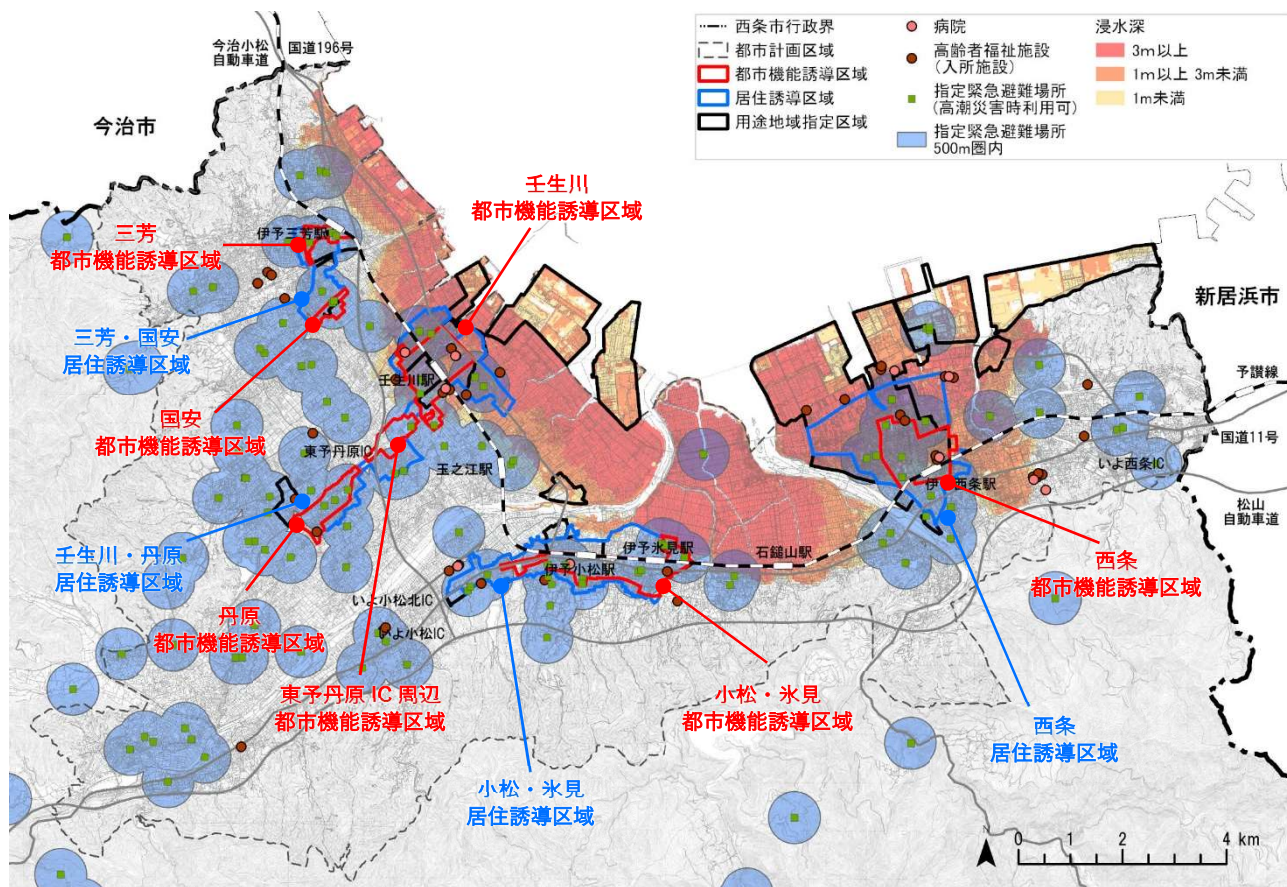 西条市行政界
都市計画区域
都市機能誘導区域
居住誘導区域
用途地域指定区域
病院
高齢者福祉施設
(入所施設)
指定緊急避難場所
(高潮災害時利用可)
指定緊急避難場所
500m圏内
浸水深
3m以上
1m以上 3m未満
1m未満
今治小松
自動車道
国道196号
今治市
壬生川
都市機能誘導区域
三芳
都市機能誘導区域
伊予三芳駅
新居浜市
三芳・国安
居住誘導区域
壬生川駅
予讃線
国安
都市機能誘導区域
国道11号
東予丹原IC
玉之江駅
いよ西条IC
伊予西条駅
松山
自動車道
壬生川・丹原
居住誘導区域
伊予氷見駅
石鎚山駅
伊予小松駅
西条
都市機能誘導区域
いよ小松北IC
丹原
都市機能誘導区域
いよ小松IC
東予丹原IC周辺
都市機能誘導区域
小松・氷見
都市機能誘導区域
西条
居住誘導区域
小松・氷見
居住誘導区域
N
0 1 2 4 km